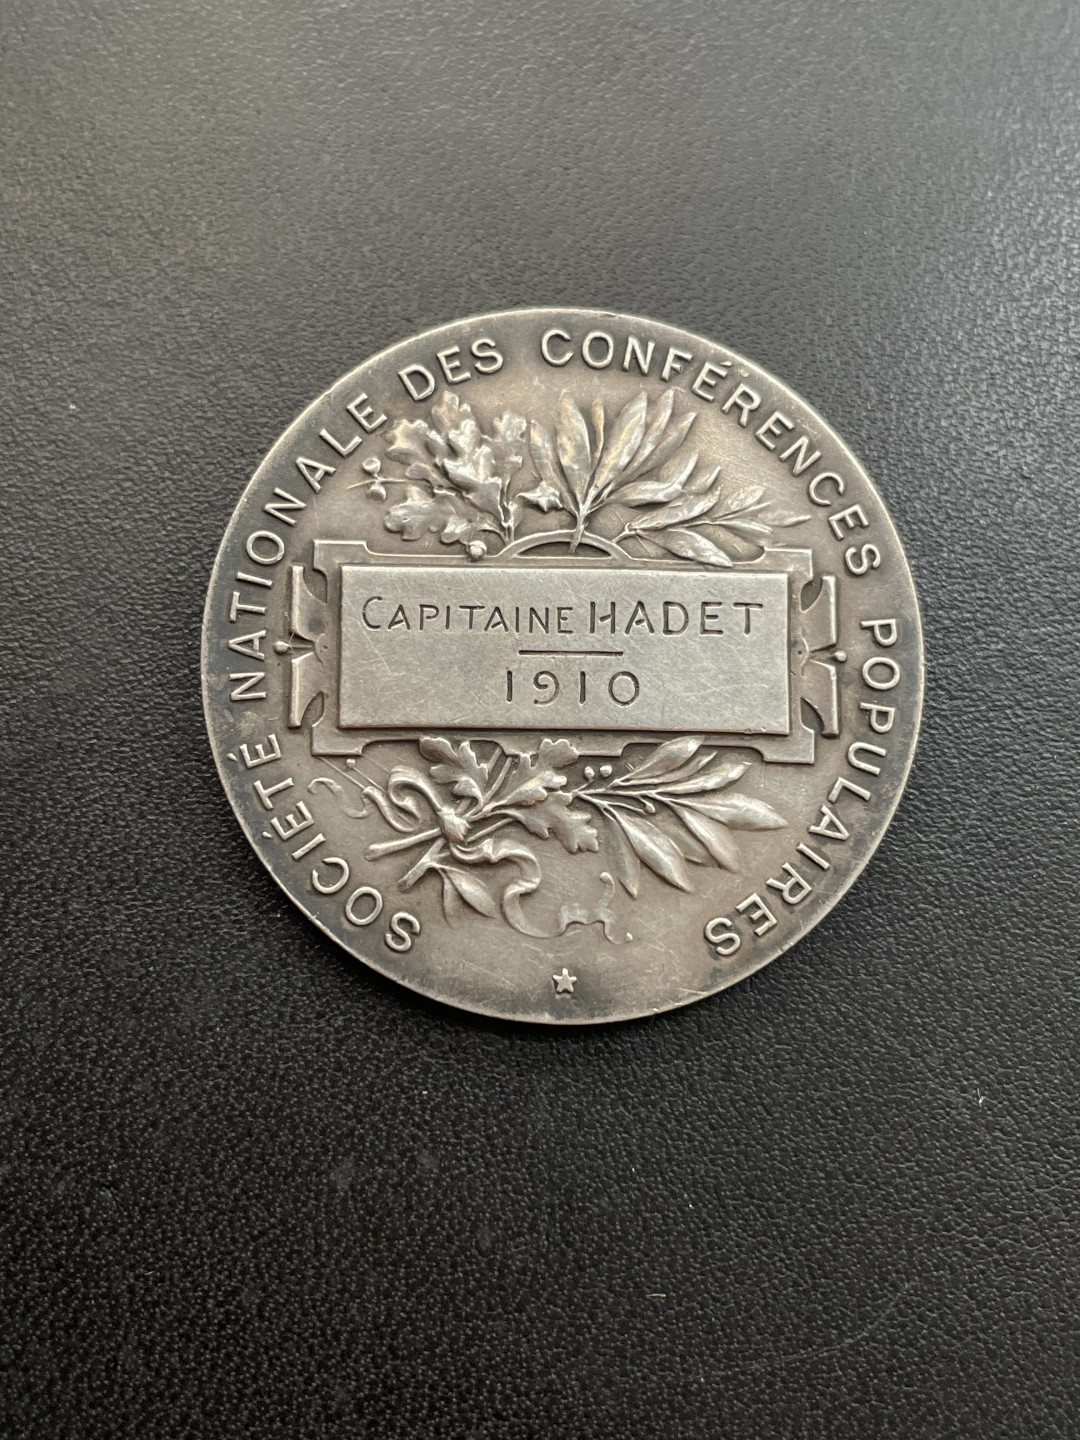 SOCIÉTÉ NATIONALE DES CONFÉRENCES POPULAIRES
CAPITAINE HADET
1910